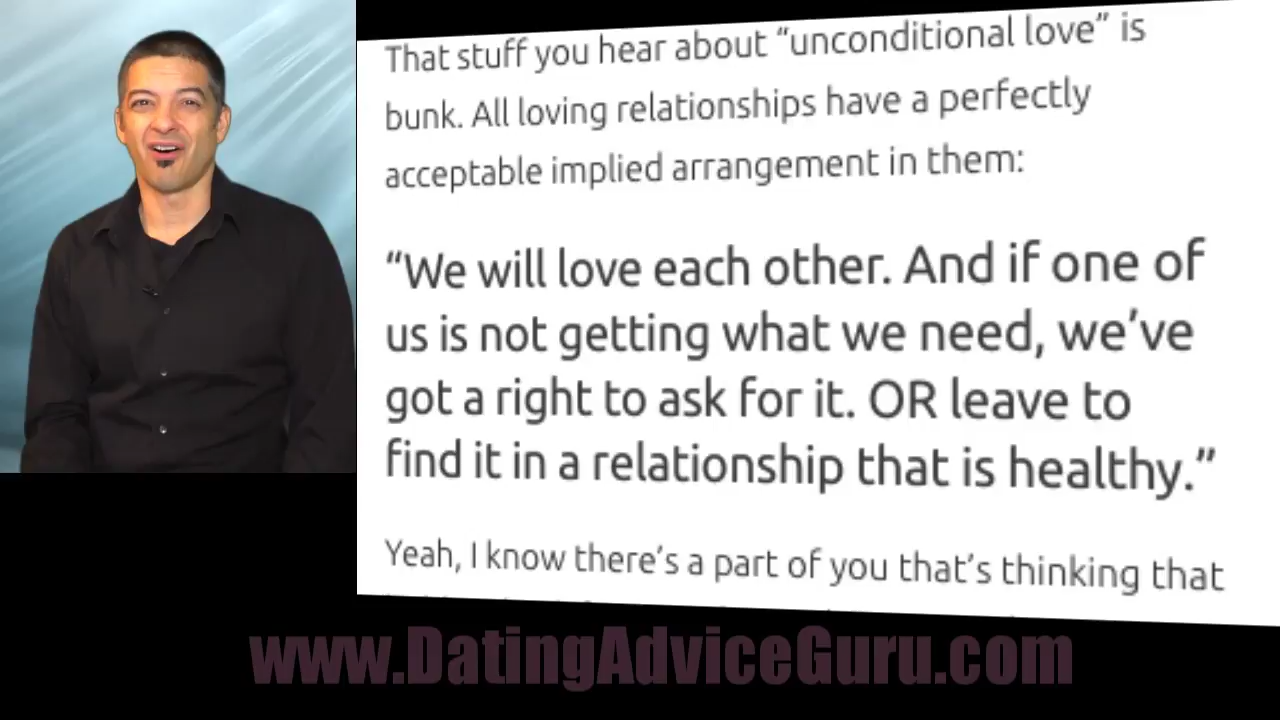 That stuff you hear about “unconditional love” is
bunk. All loving relationships have a perfectly
acceptable implied arrangement in them:
“We will love each other. And if one of
us is not getting what we need, we’ve
got a right to ask for it. OR leave to
find it in a relationship that is healthy.”
Yeah, I know there’s a part of you that’s thinking that
www.DatingAdviceGuru.com